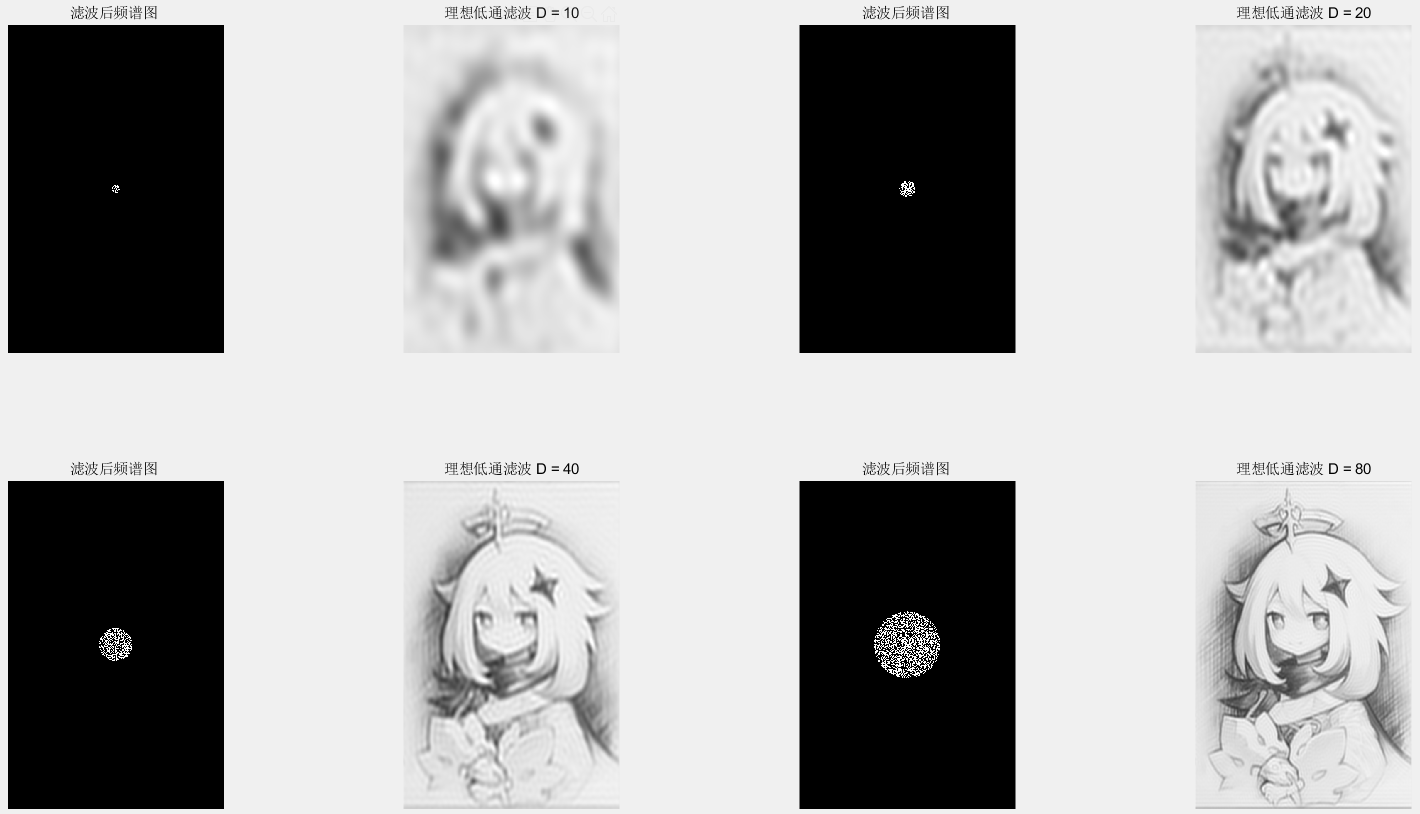 滤波后频谱图
理想低通滤波 D = 10
滤波后频谱图
理想低通滤波 D = 20
滤波后频谱图
理想低通滤波 D = 40
滤波后频谱图
理想低通滤波 D = 80